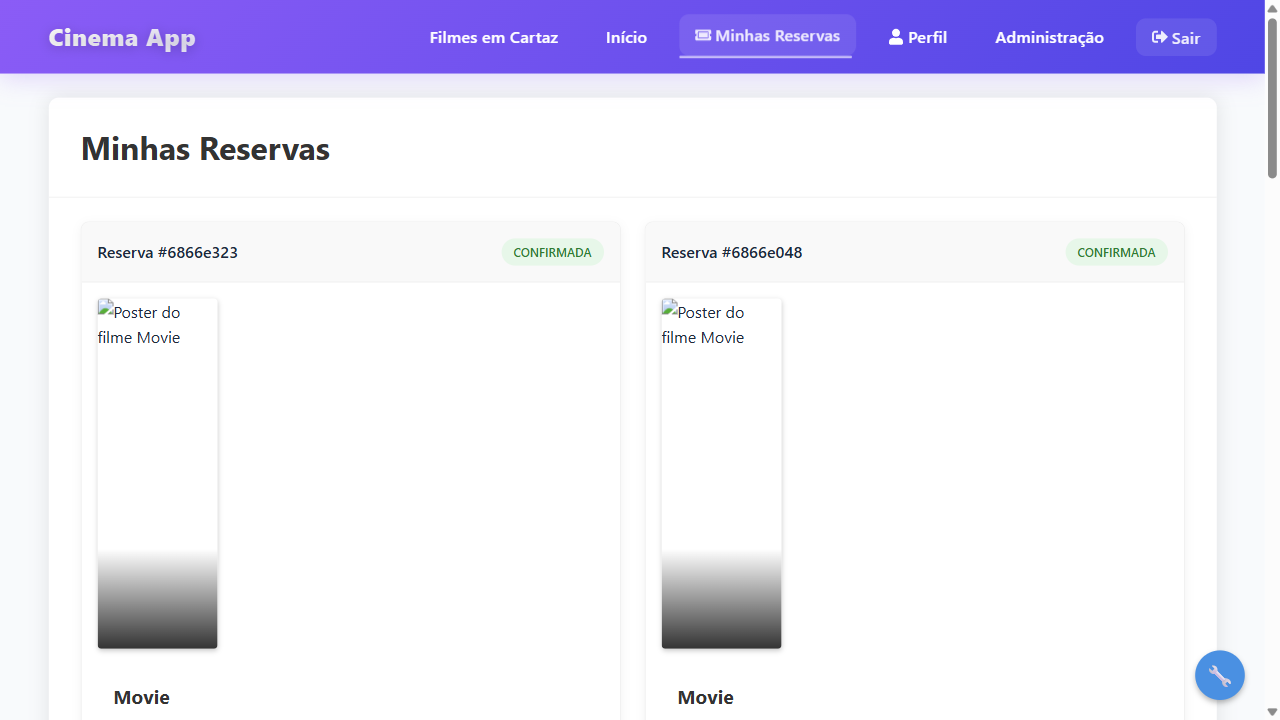 Cinema App
Filmes em Cartaz
Início
Minhas Reservas
Perfil
Administração
Sair
Minhas Reservas
Reserva #6866e323
CONFIRMADA
Poster do
filme Movie
Movie
Reserva #6866e048
CONFIRMADA
Poster do
filme Movie
Movie